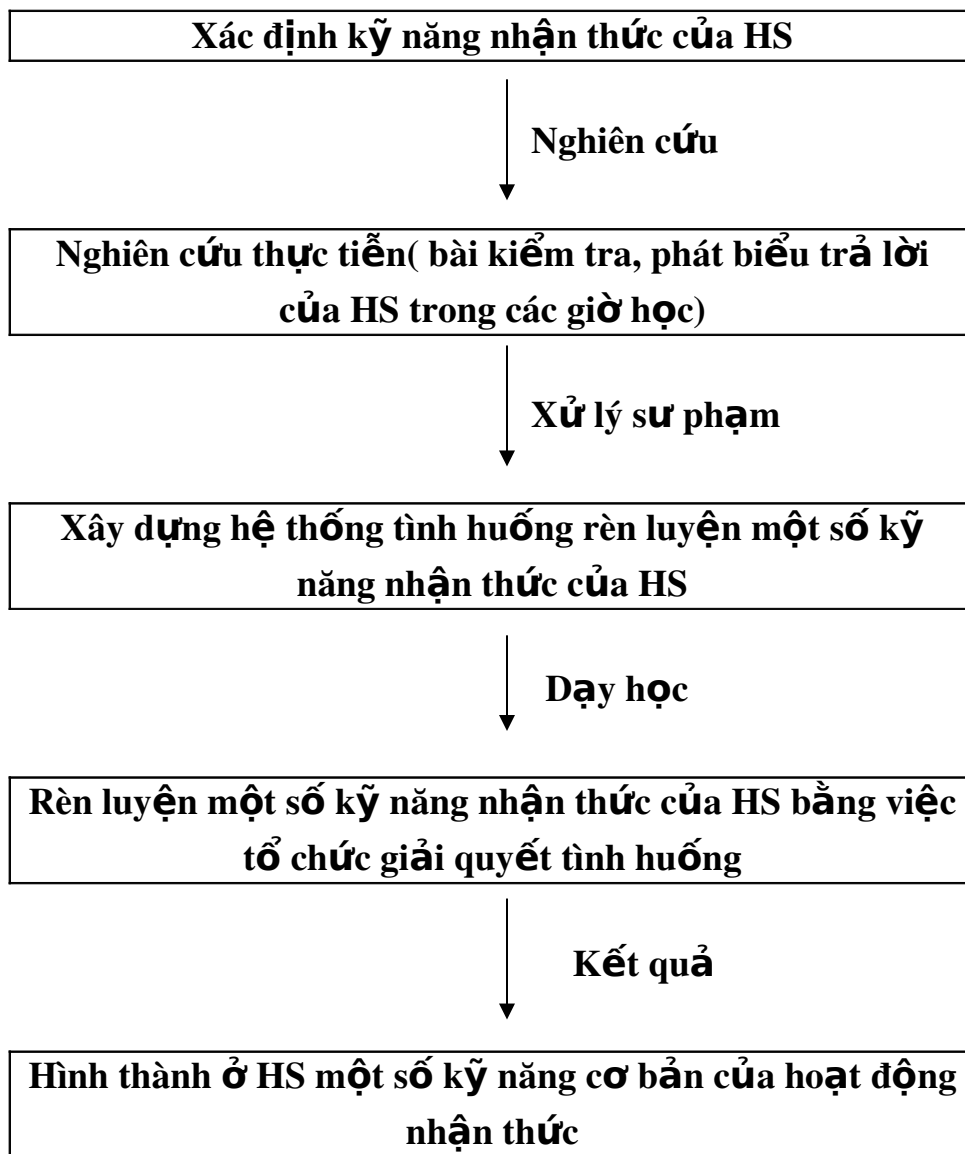 Xác định kỹ năng nhận thức của HS
Nghiên cứu
Nghiên cứu thực tiễn( bài kiểm tra, phát biểu trả lời
của HS trong các giờ học)
Xử lý sư phạm
Xây dựng hệ thống tình huống rèn luyện một số kỹ
năng nhận thức của HS
Dạy học
Rèn luyện một số kỹ năng nhận thức của HS bằng việc
tổ chức giải quyết tình huống
Kết quả
Hình thành ở HS một số kỹ năng cơ bản của hoạt động
nhận thức